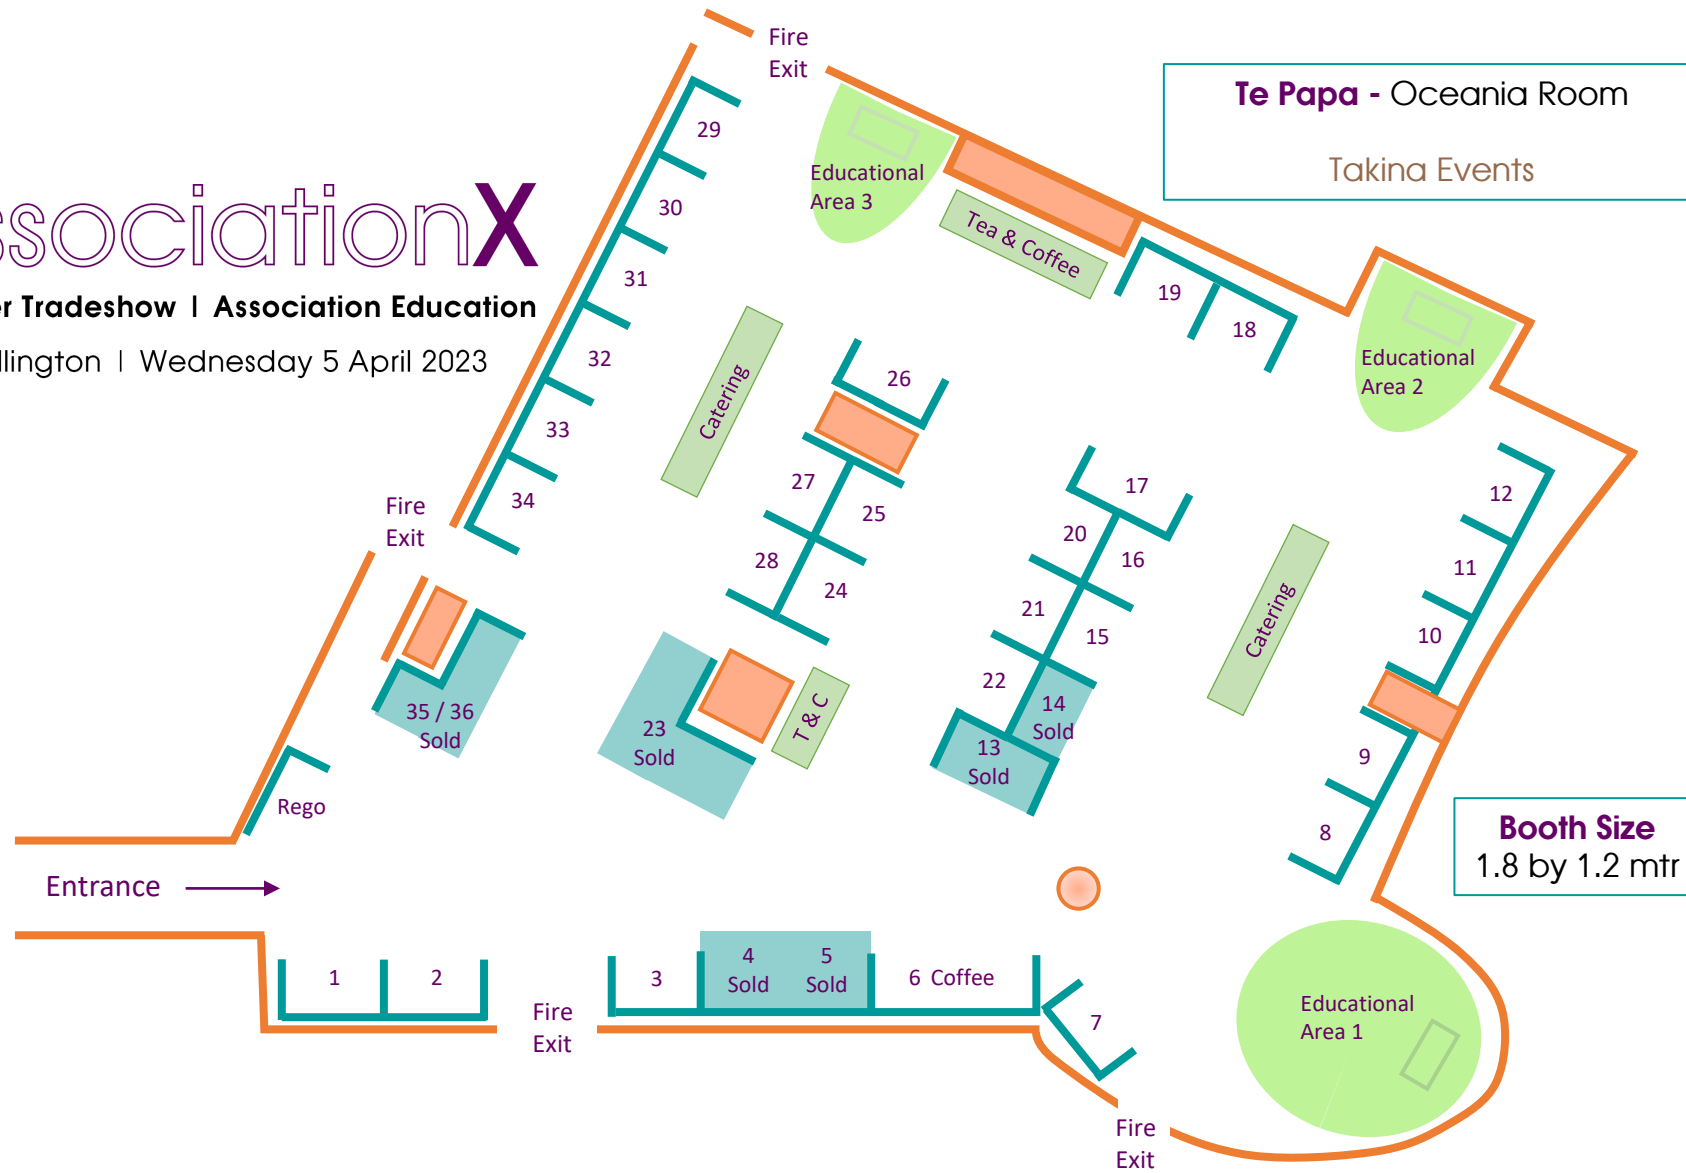 Fire
Exit
Te Papa - Oceania Room
Takina Events
29
Educational
Area 3
ssociationX
30
Tea & Coffee
er Tradeshow | Association Education
31
19
18
llington | Wednesday 5 April 2023
32
26
Catering
Educational
Area 2
33
27
25
17
12
34
Fire
Exit
20
16
28
24
11
21
15
Catering
10
22
35 / 36
Sold
23
Sold
T & C
14
Sold
13
Sold
9
Rego
8
Booth Size
1.8 by 1.2 mtr
Entrance
1
2
3
4
Sold
5
Sold
6 Coffee
7
Fire
Exit
Educational
Area 1
Fire
Exit